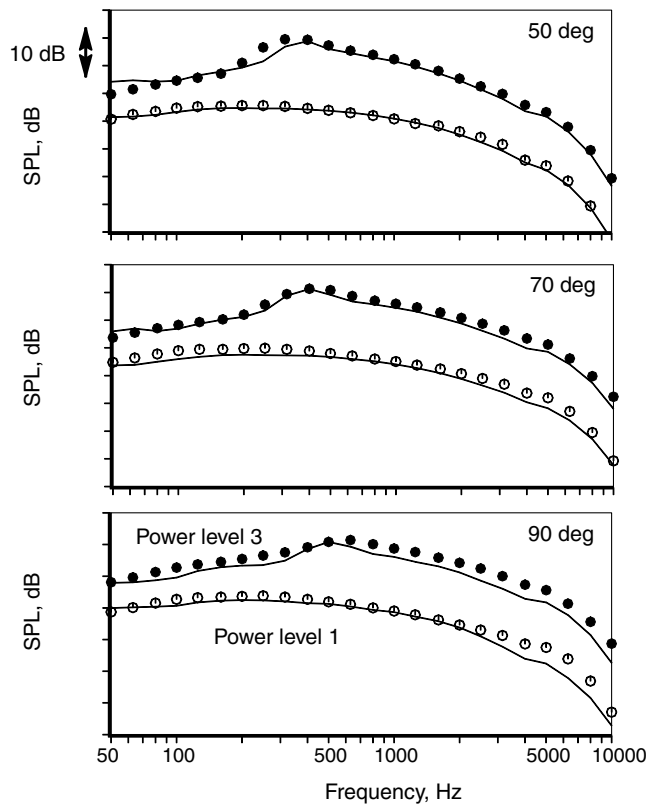 50 deg
10 dB
SPL, dB
70 deg
SPL, dB
90 deg
Power level 3
SPL, dB
Power level 1
50 100 500 1000 5000 10000
Frequency, Hz